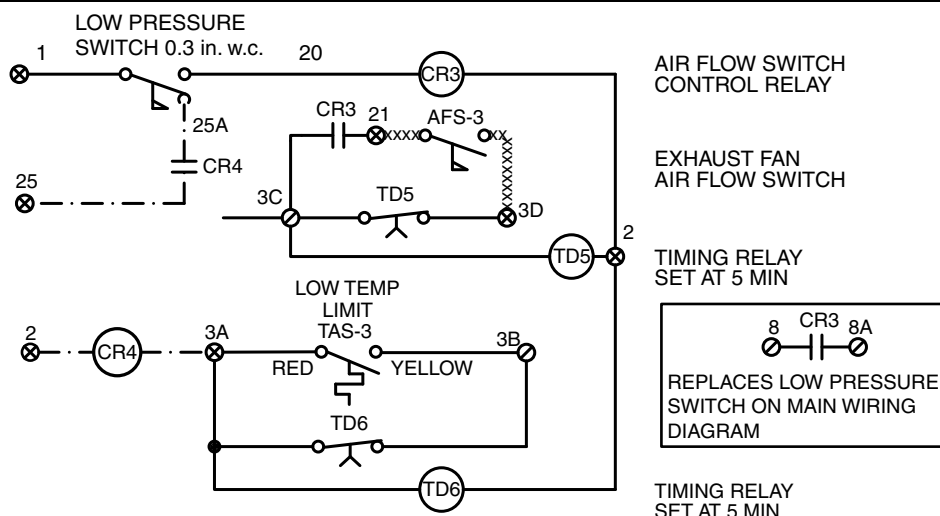 LOW PRESSURE
SWITCH 0.3 in. w.c.
1
20
CR3
AIR FLOW SWITCH
CONTROL RELAY
25A
CR4
25
CR3
21
AFS-3
XXXX
XX
XXXXXXXX
EXHAUST FAN
AIR FLOW SWITCH
3C
TD5
3D
2
TD5
TIMING RELAY
SET AT 5 MIN
LOW TEMP
LIMIT
TAS-3
2
CR4
3A
RED
YELLOW
3B
TD6
TD6
8
CR3
8A
REPLACES LOW PRESSURE
SWITCH ON MAIN WIRING
DIAGRAM
TIMING RELAY
SET AT 5 MIN